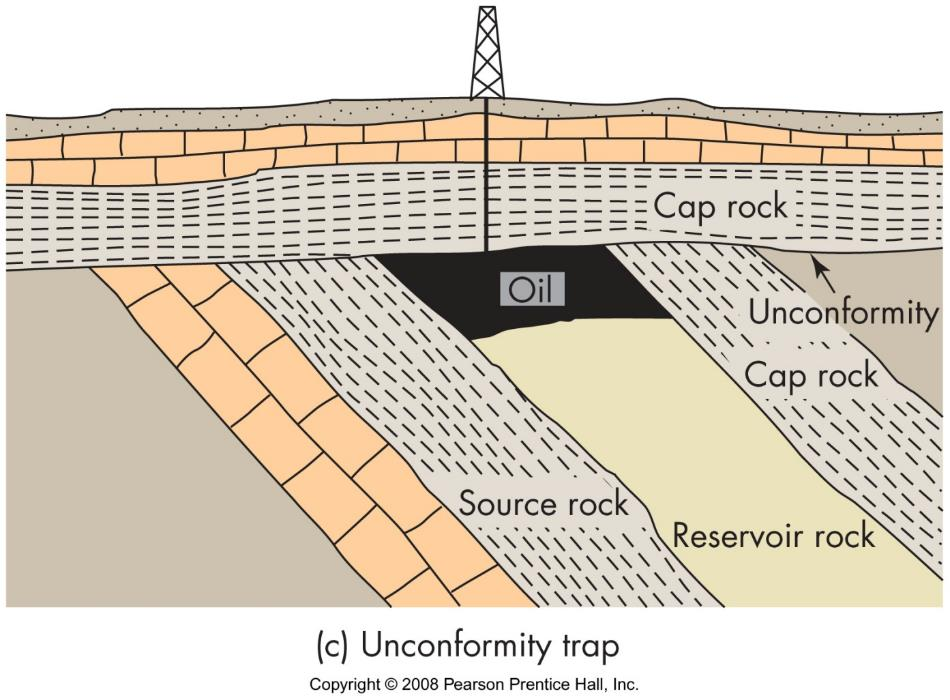 Cap rock
Oil
Unconformity
Cap rock
Source rock
Reservoir rock
(c) Unconformity trap
Copyright © 2008 Pearson Prentice Hall, Inc.